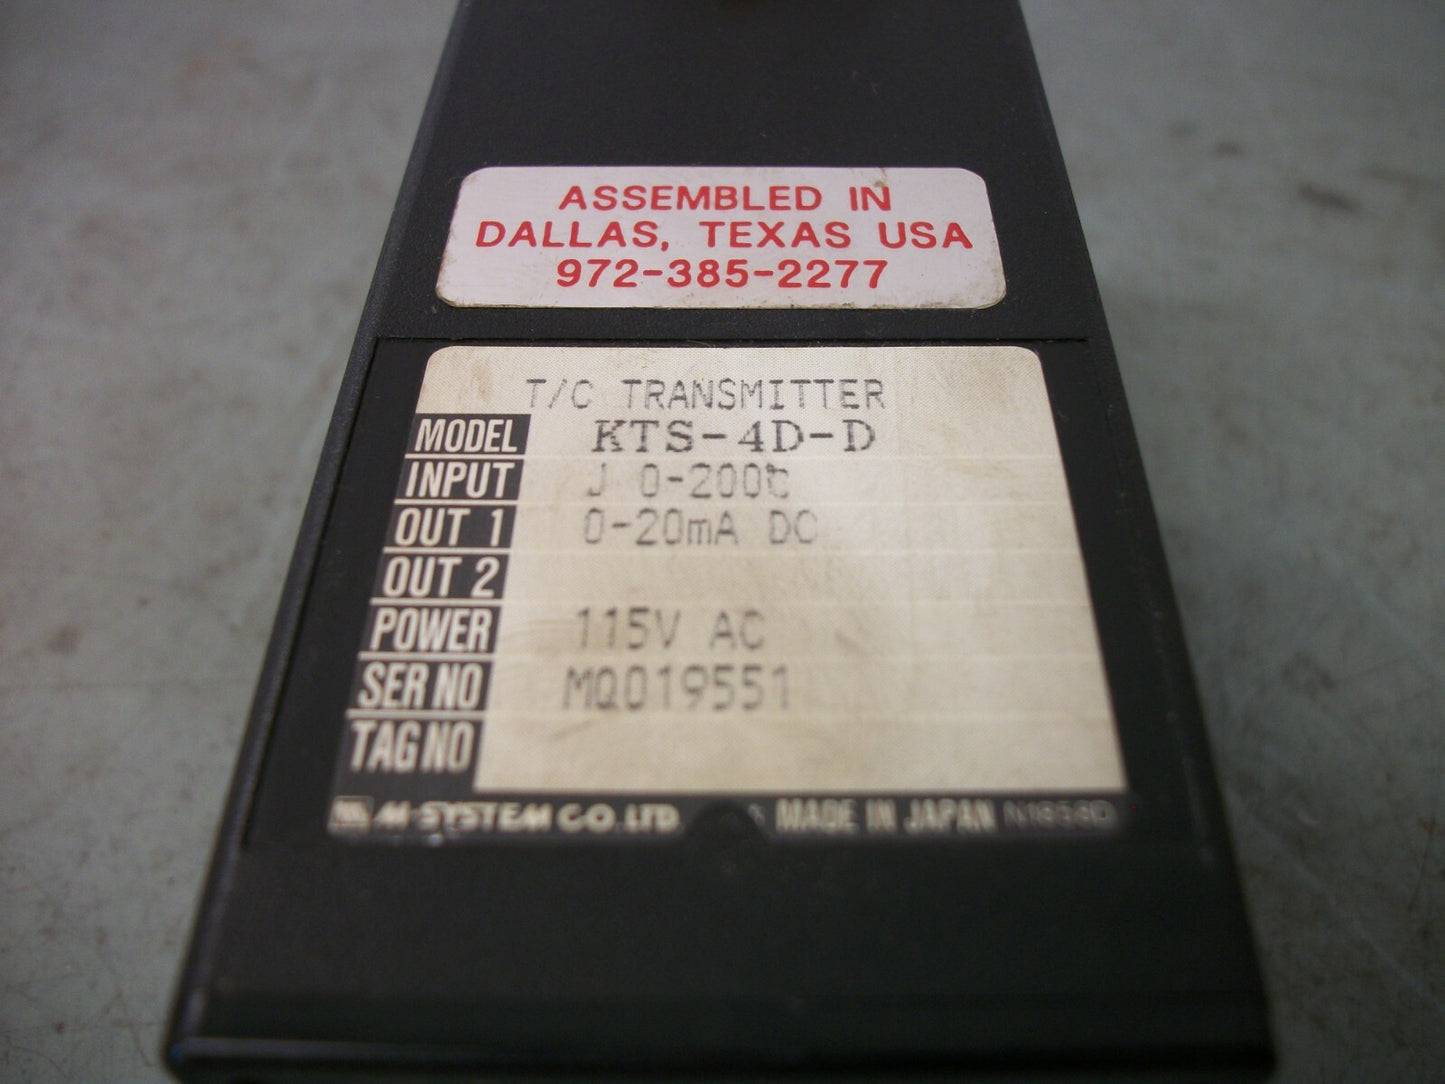 ASSEMBLED IN
DALLAS, TEXAS USA
972-385-2277
T/C TRANSMITTER
MODEL KTS-4D-D
INPUT J 0-200℃
OUT 1 0-20mA DC
OUT 2
POWER 115V AC
SER NO MQ019551
TAG NO
M-SYSTEM CO.,LTD. MADE IN JAPAN